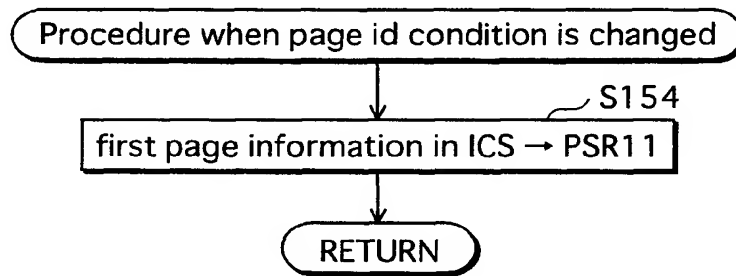 Procedure when page id condition is changed
S154
first page information in ICS → PSR11
RETURN